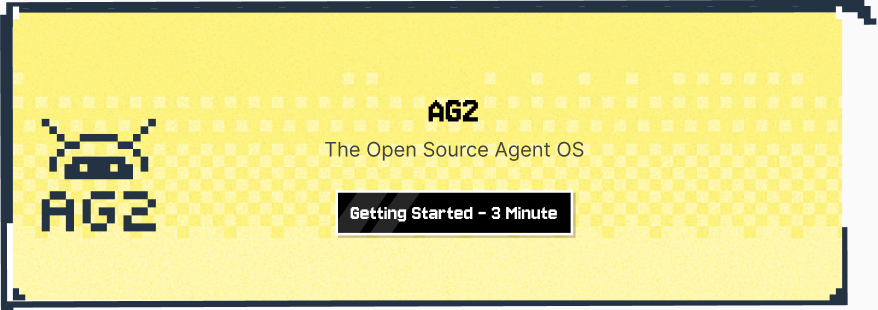 AG2
AG2
The Open Source Agent OS
Getting Started - 3 Minute